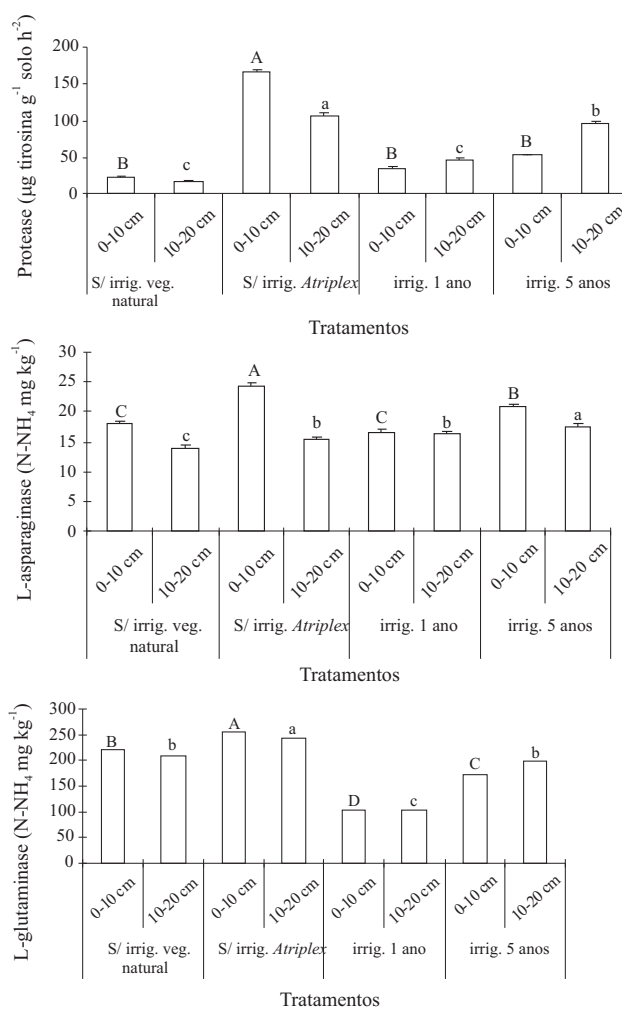 Protease (µg tirosina g⁻¹ solo h⁻²)
200
150
100
50
0
B
c
A
a
B
c
B
b
0-10 cm
10-20 cm
0-10 cm
10-20 cm
0-10 cm
10-20 cm
0-10 cm
10-20 cm
S/ irrig. veg. natural
S/ irrig. Atriplex
irrig. 1 ano
irrig. 5 anos
Tratamentos
L-asparaginase (N-NH₄ mg kg⁻¹)
30
25
20
15
10
5
0
C
c
A
b
C
b
B
a
0-10 cm
10-20 cm
0-10 cm
10-20 cm
0-10 cm
10-20 cm
0-10 cm
10-20 cm
S/ irrig. veg. natural
S/ irrig. Atriplex
irrig. 1 ano
irrig. 5 anos
Tratamentos
L-glutaminase (N-NH₄ mg kg⁻¹)
300
250
200
150
100
50
0
B
b
A
a
D
c
C
b
0-10 cm
10-20 cm
0-10 cm
10-20 cm
0-10 cm
10-20 cm
0-10 cm
10-20 cm
S/ irrig. veg. natural
S/ irrig. Atriplex
irrig. 1 ano
irrig. 5 anos
Tratamentos